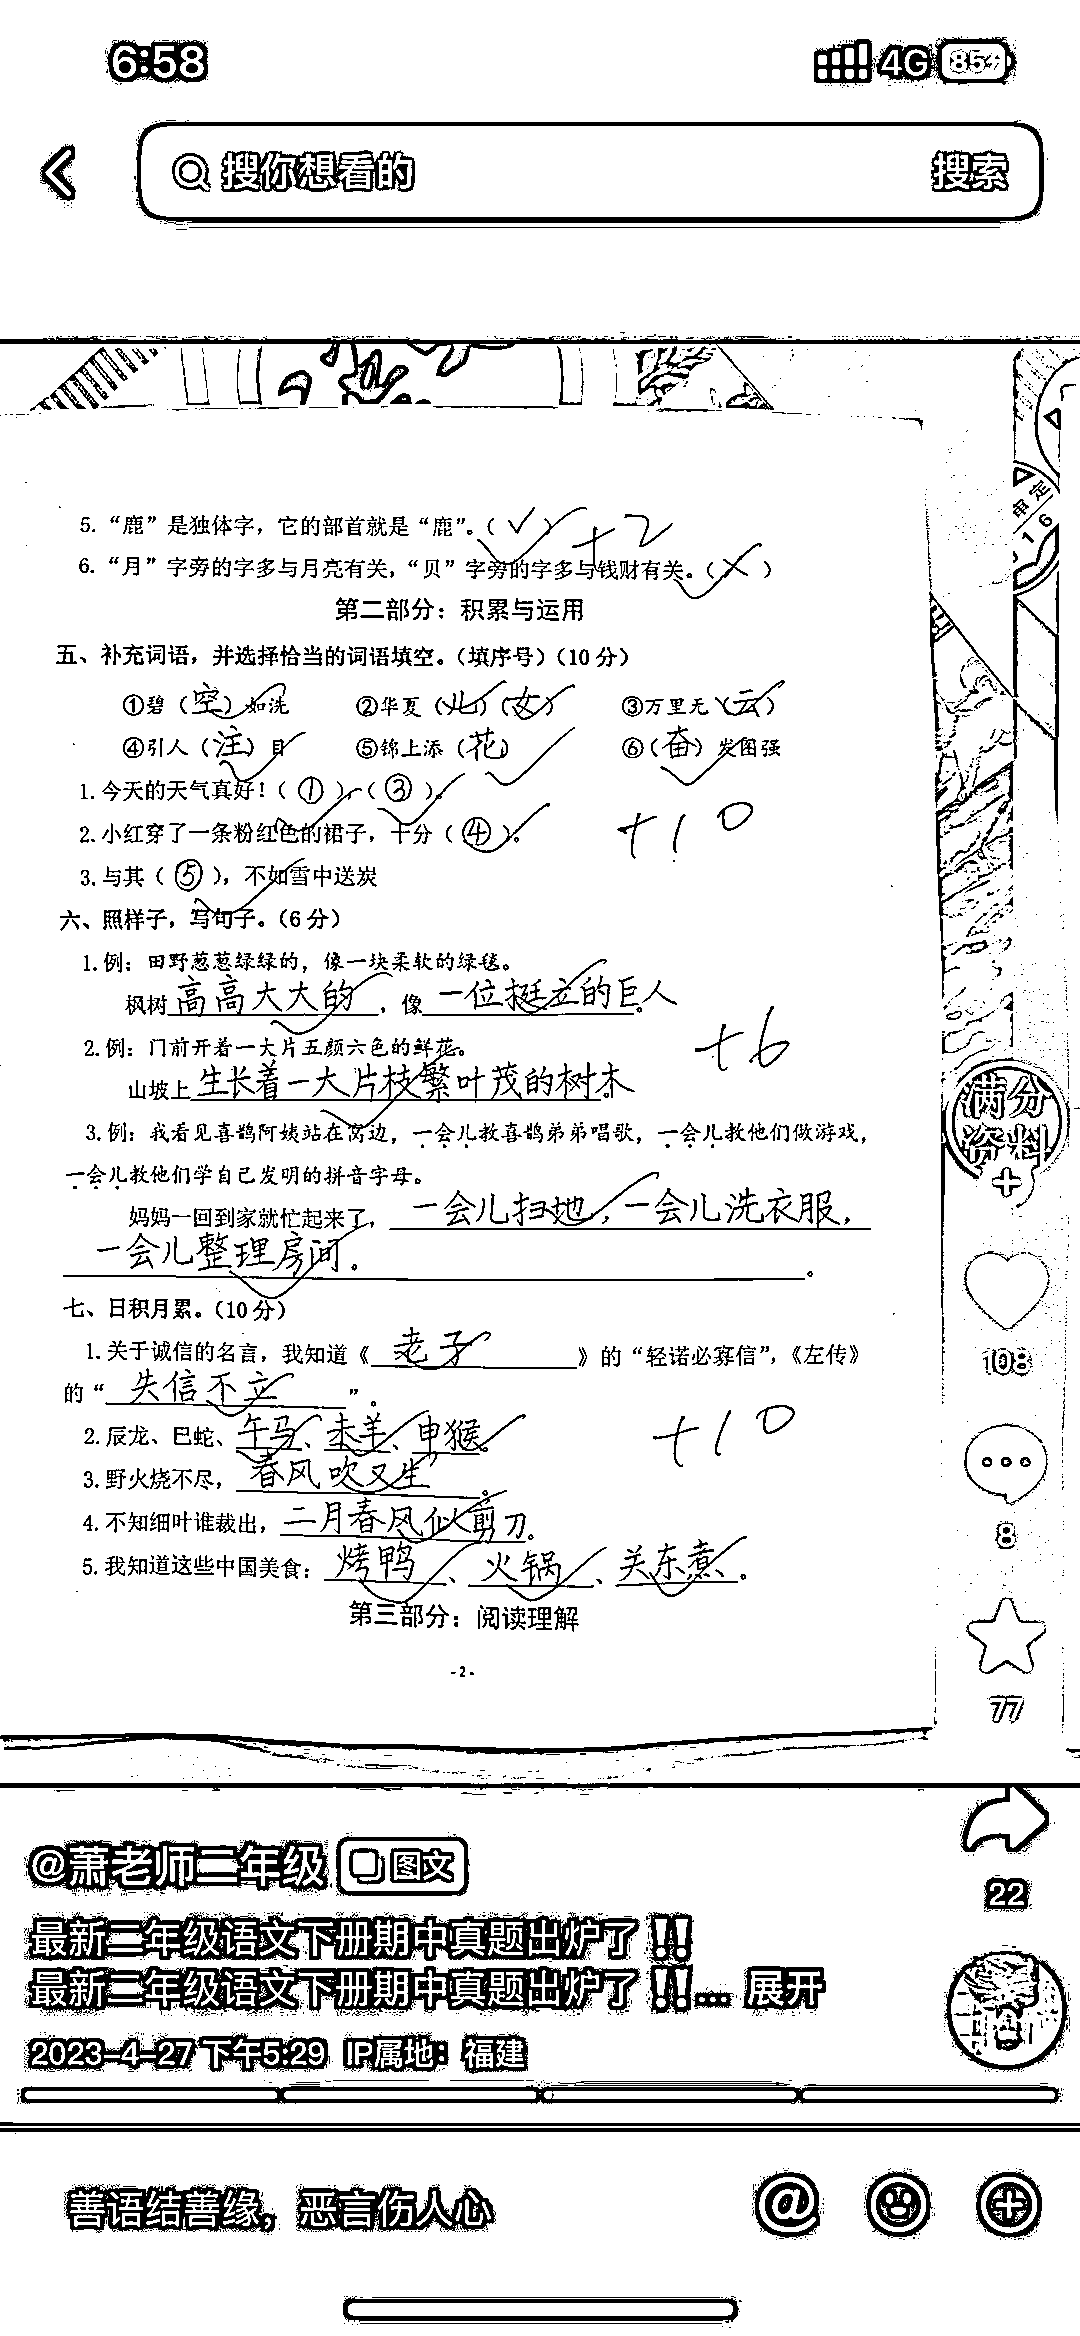 6:58 4G 85
搜你想看的 搜索
审定
16
5.“鹿”是独体字，它的部首就是“鹿”。（√） +2
6.“月”字旁的字多与月亮有关，“贝”字旁的字多与钱财有关。（×）
第二部分：积累与运用
五、补充词语，并选择恰当的词语填空。（填序号）（10分）
①碧（空）如洗 ②华夏（儿）（女） ③万里无（云）
④引人（注）目 ⑤锦上添（花） ⑥（奋）发图强
1.今天的天气真好！（①），（③）。
2.小红穿了一条粉红色的裙子，十分（④）。 +10
3.与其（⑤），不如雪中送炭
六、照样子，写句子。（6分）
1.例：田野葱葱绿绿的，像一块柔软的绿毯。
枫树高高大大的，像一位挺立的巨人。
+6
2.例：门前开着一大片五颜六色的鲜花。
山坡上生长着一大片枝繁叶茂的树木。
满分资料
3.例：我看见喜鹊阿姨站在窝边，一会儿教喜鹊弟弟唱歌，一会儿教他们做游戏，
一会儿教他们学自己发明的拼音字母。
妈妈一回到家就忙起来了，一会儿扫地，一会儿洗衣服，
一会儿整理房间。。
七、日积月累。（10分）
1.关于诚信的名言，我知道《老子》的“轻诺必寡信”，《左传》
108
的“失信不立”。
2.辰龙、巳蛇、午马、未羊、申猴。 +10
3.野火烧不尽，春风吹又生。
4.不知细叶谁裁出，二月春风似剪刀。
8
5.我知道这些中国美食：烤鸭、火锅、关东煮。
第三部分：阅读理解
-2-
77
@萧老师二年级 图文
22
最新二年级语文下册期中真题出炉了‼️
最新二年级语文下册期中真题出炉了‼️... 展开
2023-4-27 下午5:29 IP属地：福建
善语结善缘，恶言伤人心